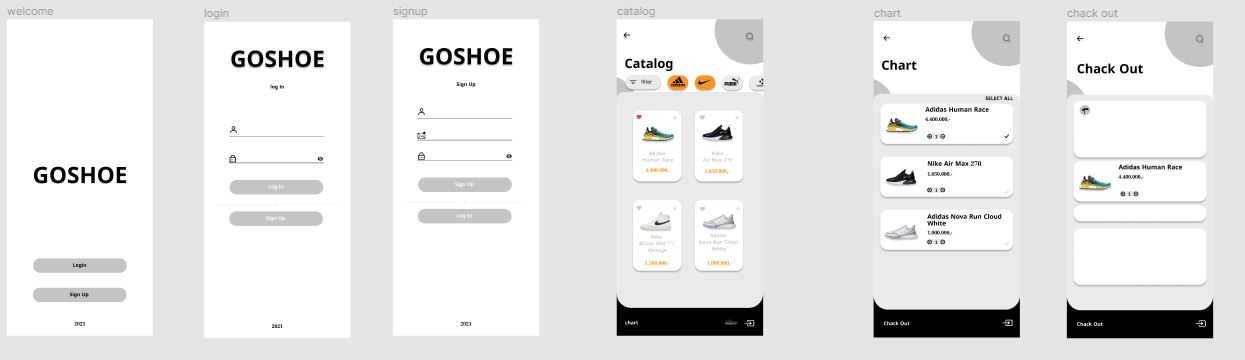 welcome
GOSHOE
Login
Sign Up
2021
login
GOSHOE
log in
Log In
Sign Up
2021
signup
GOSHOE
Sign Up
Sign Up
Log In
2021
catalog
Catalog
filter
adidas
PUMA
Adidas
Human Race
4.400.000,-
Nike
Air Max 270
1.850.000,-
Nike
Blazer Mid '77
Vintage
1.500.000,-
Adidas
Nova Run Cloud
White
1.000.000,-
chart
chart
Chart
SELECT ALL
Adidas Human Race
4.400.000,-
1
Nike Air Max 270
1.850.000,-
1
Adidas Nova Run Cloud
White
1.000.000,-
1
Chack Out
chack out
Chack Out
Adidas Human Race
4.400.000,-
1
Chack Out